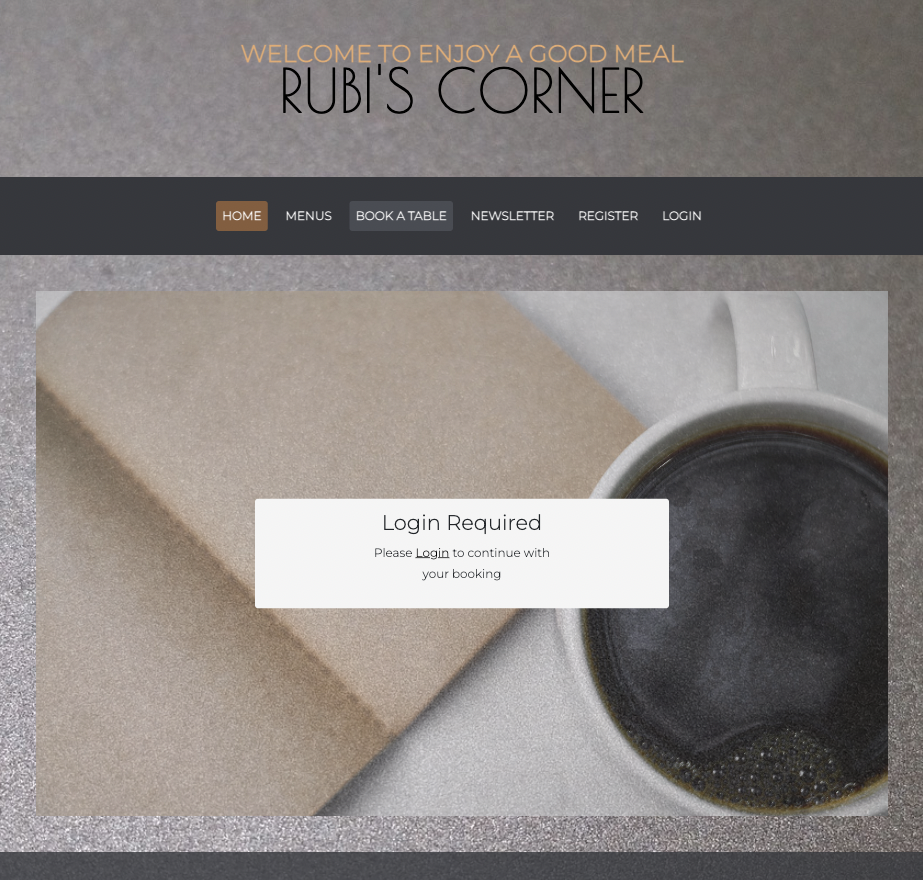 WELCOME TO ENJOY A GOOD MEAL
RUBI'S CORNER
HOME MENUS BOOK A TABLE NEWSLETTER REGISTER LOGIN
Login Required
Please Login to continue with
your booking